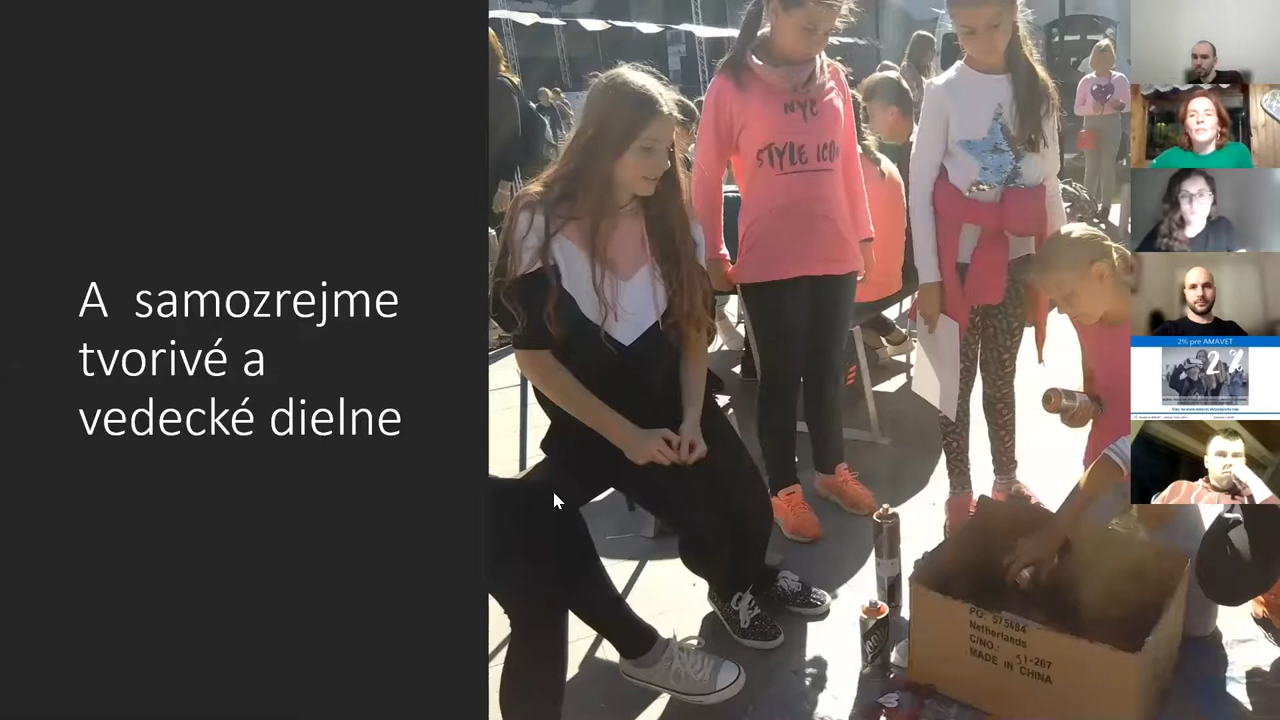 A samozrejme
tvorivé a
vedecké dielne
NYC
STYLE ICON
PO: 575484
Netherlands
C/NO.: 51-267
MADE IN CHINA
2% pre AMAVET
2 %